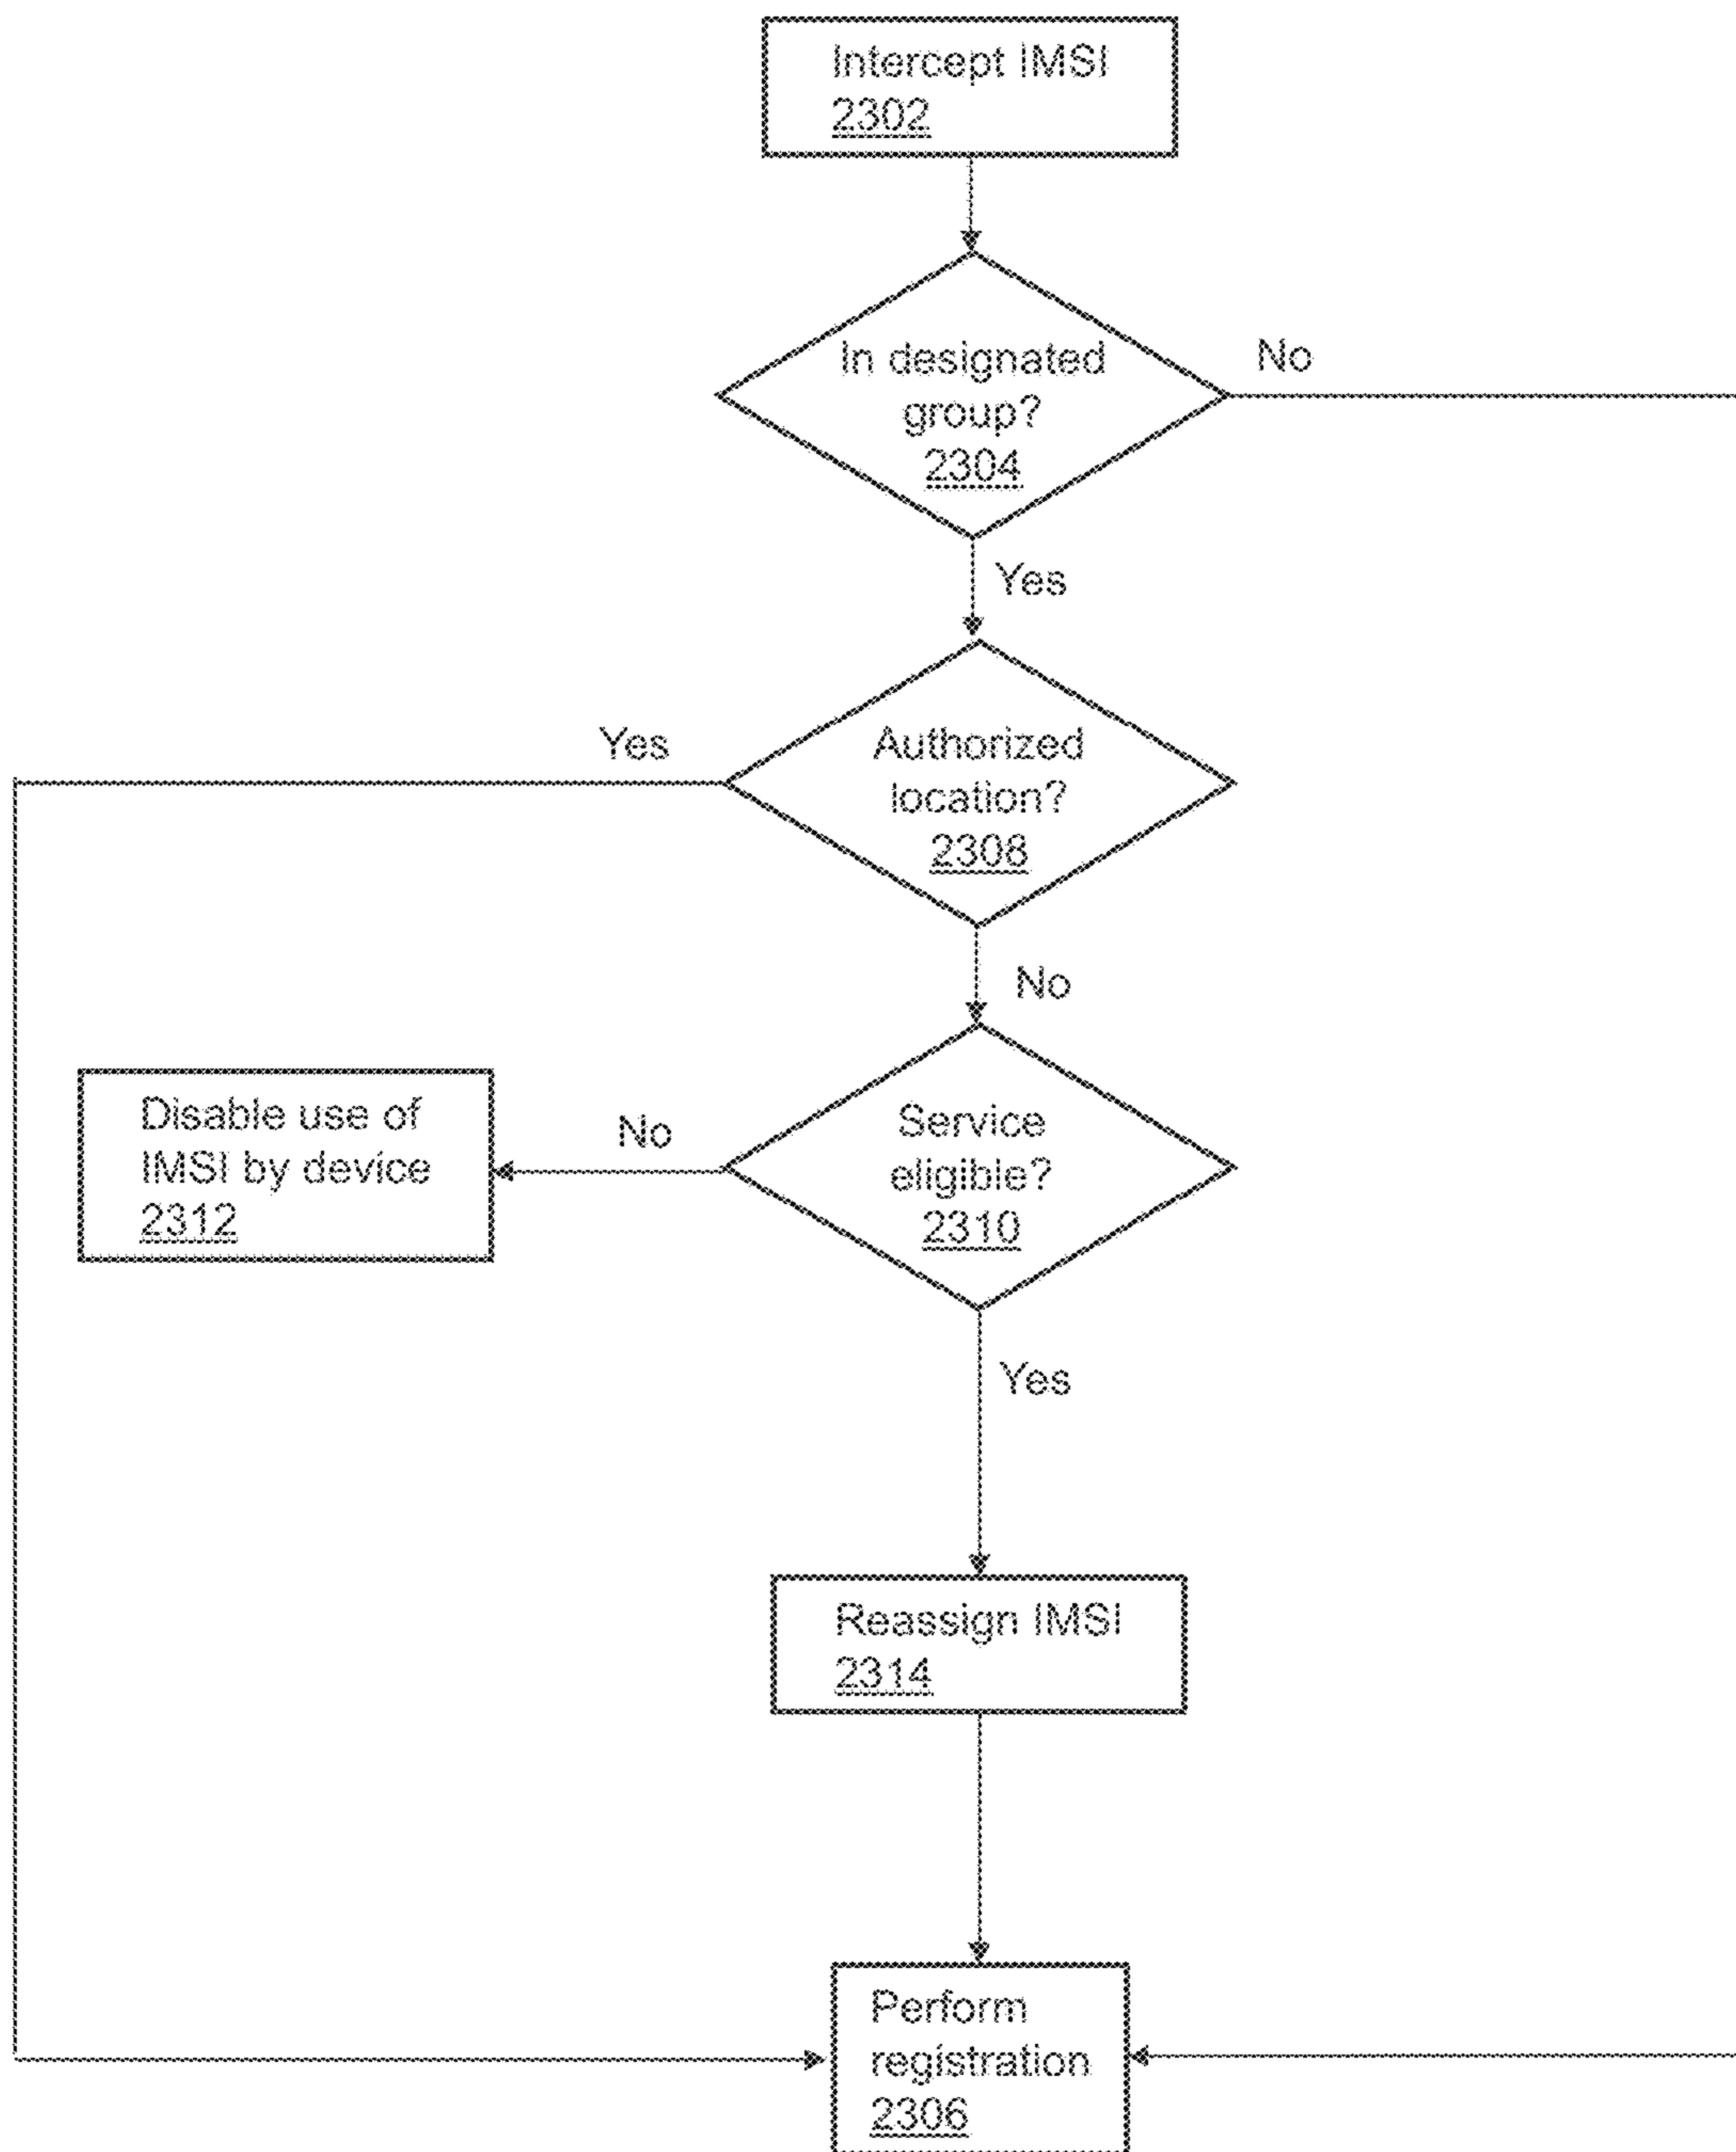 Intercept IMSI
2302
In designated
group?
2304
No
Yes
Authorized
location?
2308
Yes
No
Service
eligible?
2310
No
Disable use of
IMSI by device
2312
Yes
Reassign IMSI
2314
Perform
registration
2306